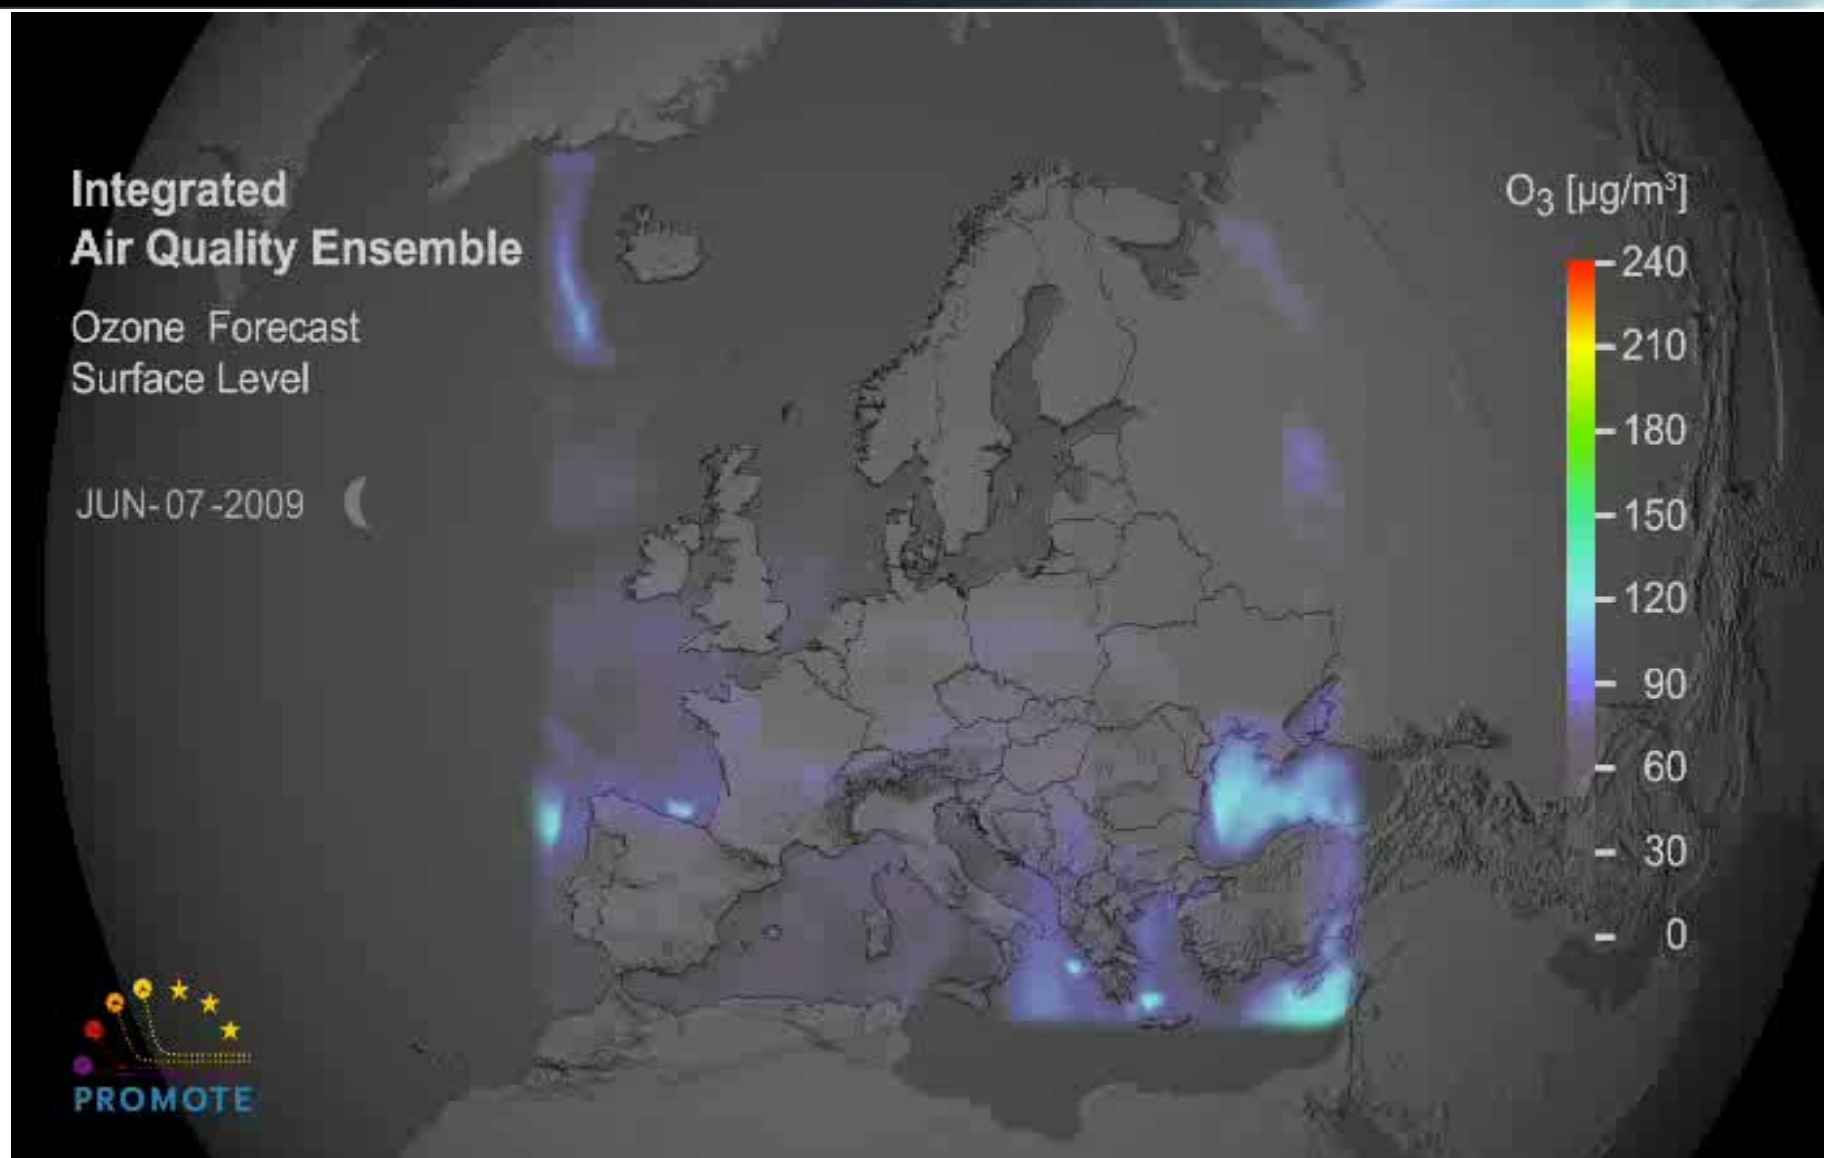 Integrated
Air Quality Ensemble
Ozone Forecast
Surface Level
JUN-07-2009
PROMOTE
O₃ [µg/m³]
240
210
180
150
120
90
60
30
0